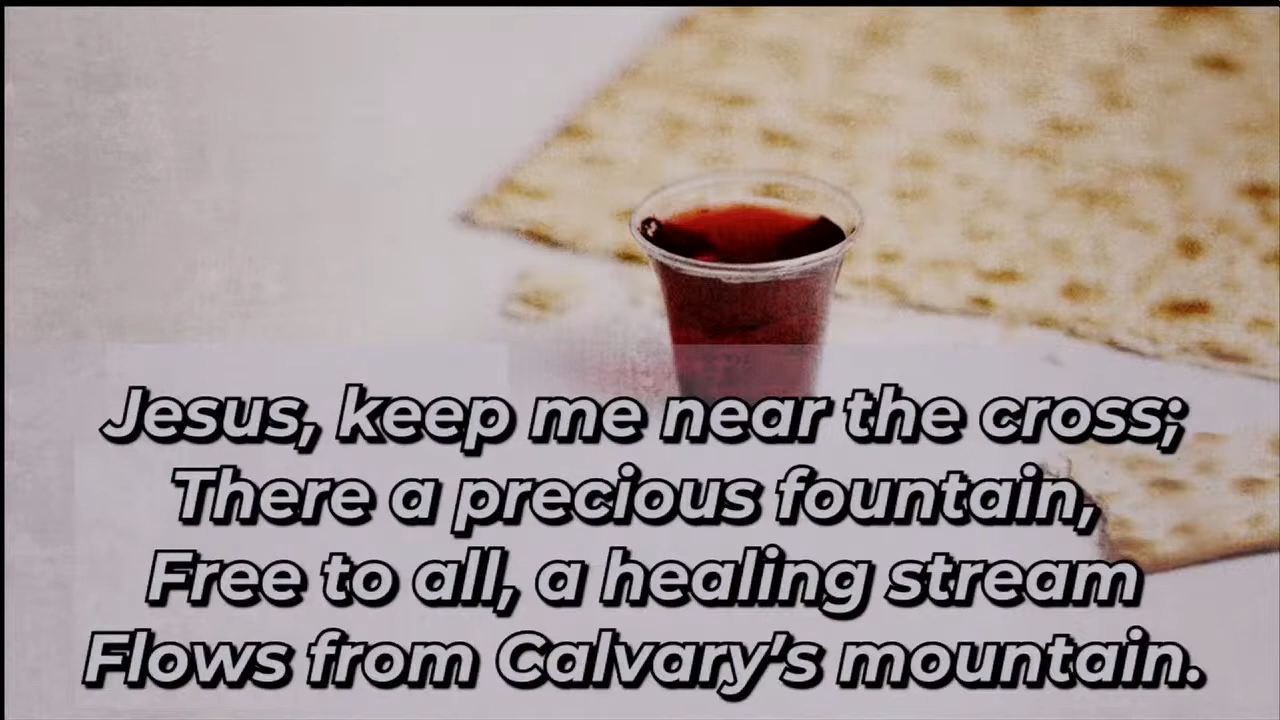 Jesus, keep me near the cross;
There a precious fountain,
Free to all, a healing stream
Flows from Calvary's mountain.